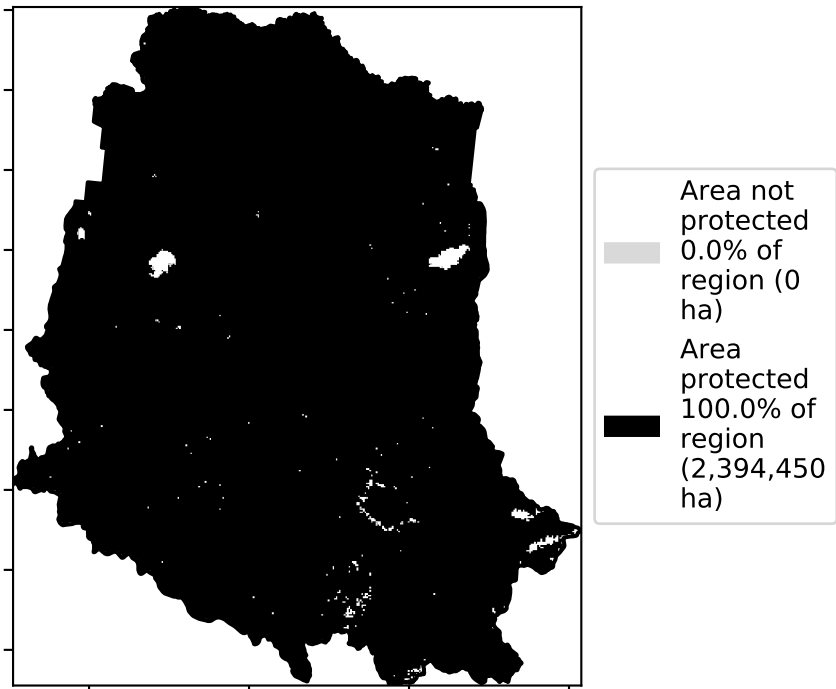 Area not
protected
0.0% of
region (0
ha)
Area
protected
100.0% of
region
(2,394,450
ha)